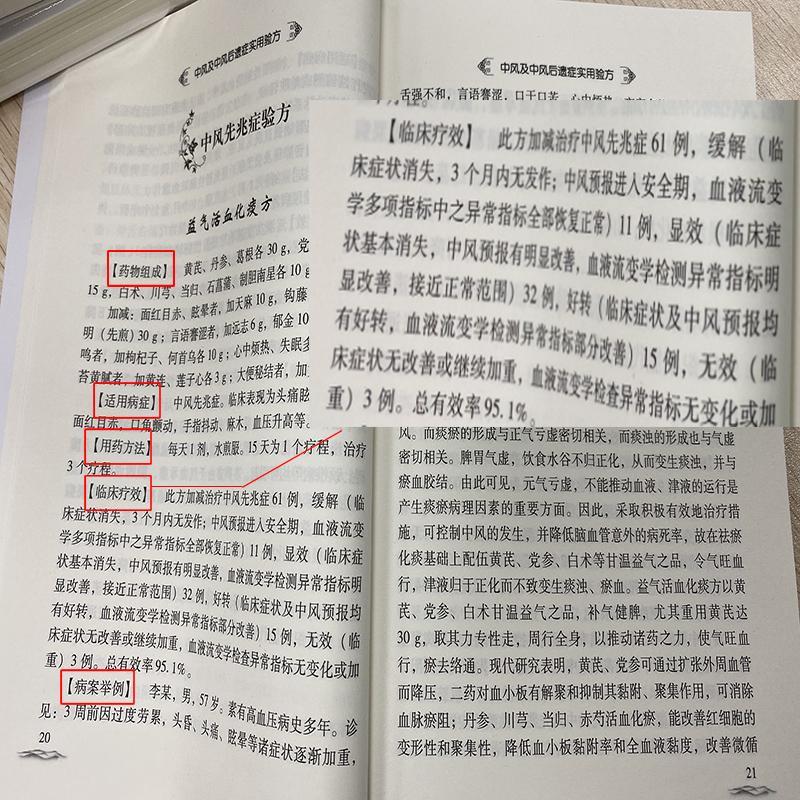 中风及中风后遗症实用验方
中风先兆症验方
益气活血化痰方
【药物组成】 黄芪、丹参、葛根各30g，党
15g，白术、川芎、当归、石菖蒲、制胆南星各10g
加减：面红目赤、眩晕者，加天麻10g，钩藤
明（先煎）30g；言语謇涩者，加远志6g，郁金10
鸣者，加枸杞子、何首乌各10g；心中烦热、失眠多
苔黄腻者，加黄连、莲子心各3g；大便秘结者，加
【适用病症】 中风先兆症。临床表现为头痛眩
面红目赤，口角颤动，手指抖动、麻木，血压升高等。
【用药方法】 每天1剂，水煎服。15天为1个疗程，治疗
3个疗程。
【临床疗效】 此方加减治疗中风先兆症61例，缓解（临
床症状消失，3个月内无发作；中风预报进入安全期，血液流变
学多项指标中之异常指标全部恢复正常）11例，显效（临床症
状基本消失，中风预报有明显改善，血液流变学检测异常指标明
显改善，接近正常范围）32例，好转（临床症状及中风预报均
有好转，血液流变学检测异常指标部分改善）15例，无效（临
床症状无改善或继续加重，血液流变学检查异常指标无变化或加
重）3例。总有效率95.1%。
【病案举例】 李某，男，57岁。素有高血压病史多年。诊
见：3周前因过度劳累，头昏、头痛、眩晕等诸症状逐渐加重，
20
中风及中风后遗症实用验方
舌强不和，言语謇涩，口干口苦，心中烦热
【临床疗效】 此方加减治疗中风先兆症61例，缓解（临
床症状消失，3个月内无发作；中风预报进入安全期，血液流变
学多项指标中之异常指标全部恢复正常）11例，显效（临床症
状基本消失，中风预报有明显改善，血液流变学检测异常指标明
显改善，接近正常范围）32例，好转（临床症状及中风预报均
有好转，血液流变学检测异常指标部分改善）15例，无效（临
床症状无改善或继续加重，血液流变学检查异常指标无变化或加
重）3例。总有效率95.1%。
风。而痰瘀的形成与正气亏虚密切相关，而痰浊的形成也与气虚
密切相关。脾胃气虚，饮食水谷不归正化，从而变生痰浊，并与
瘀血胶结。由此可见，元气亏虚，不能推动血液、津液的运行是
产生痰瘀病理因素的重要方面。因此，采取积极有效地治疗措
施，可控制中风的发生，并降低脑血管意外的病死率，故在祛瘀
化痰基础上配伍黄芪、党参、白术等甘温益气之品，令气旺血
行，津液归于正化而不致变生痰浊、瘀血。益气活血化痰方以黄
芪、党参、白术甘温益气之品，补气健脾，尤其重用黄芪达
30g，取其力专性走，周行全身，以推动诸药之力，使气旺血
行，瘀去络通。现代研究表明，黄芪、党参可通过扩张外周血管
而降压，二药对血小板有解聚和抑制其黏附、聚集作用，可消除
血脉瘀阻；丹参、川芎、当归、赤芍活血化瘀，能改善红细胞的
变形性和聚集性，降低血小板黏附率和全血液黏度，改善微循
21